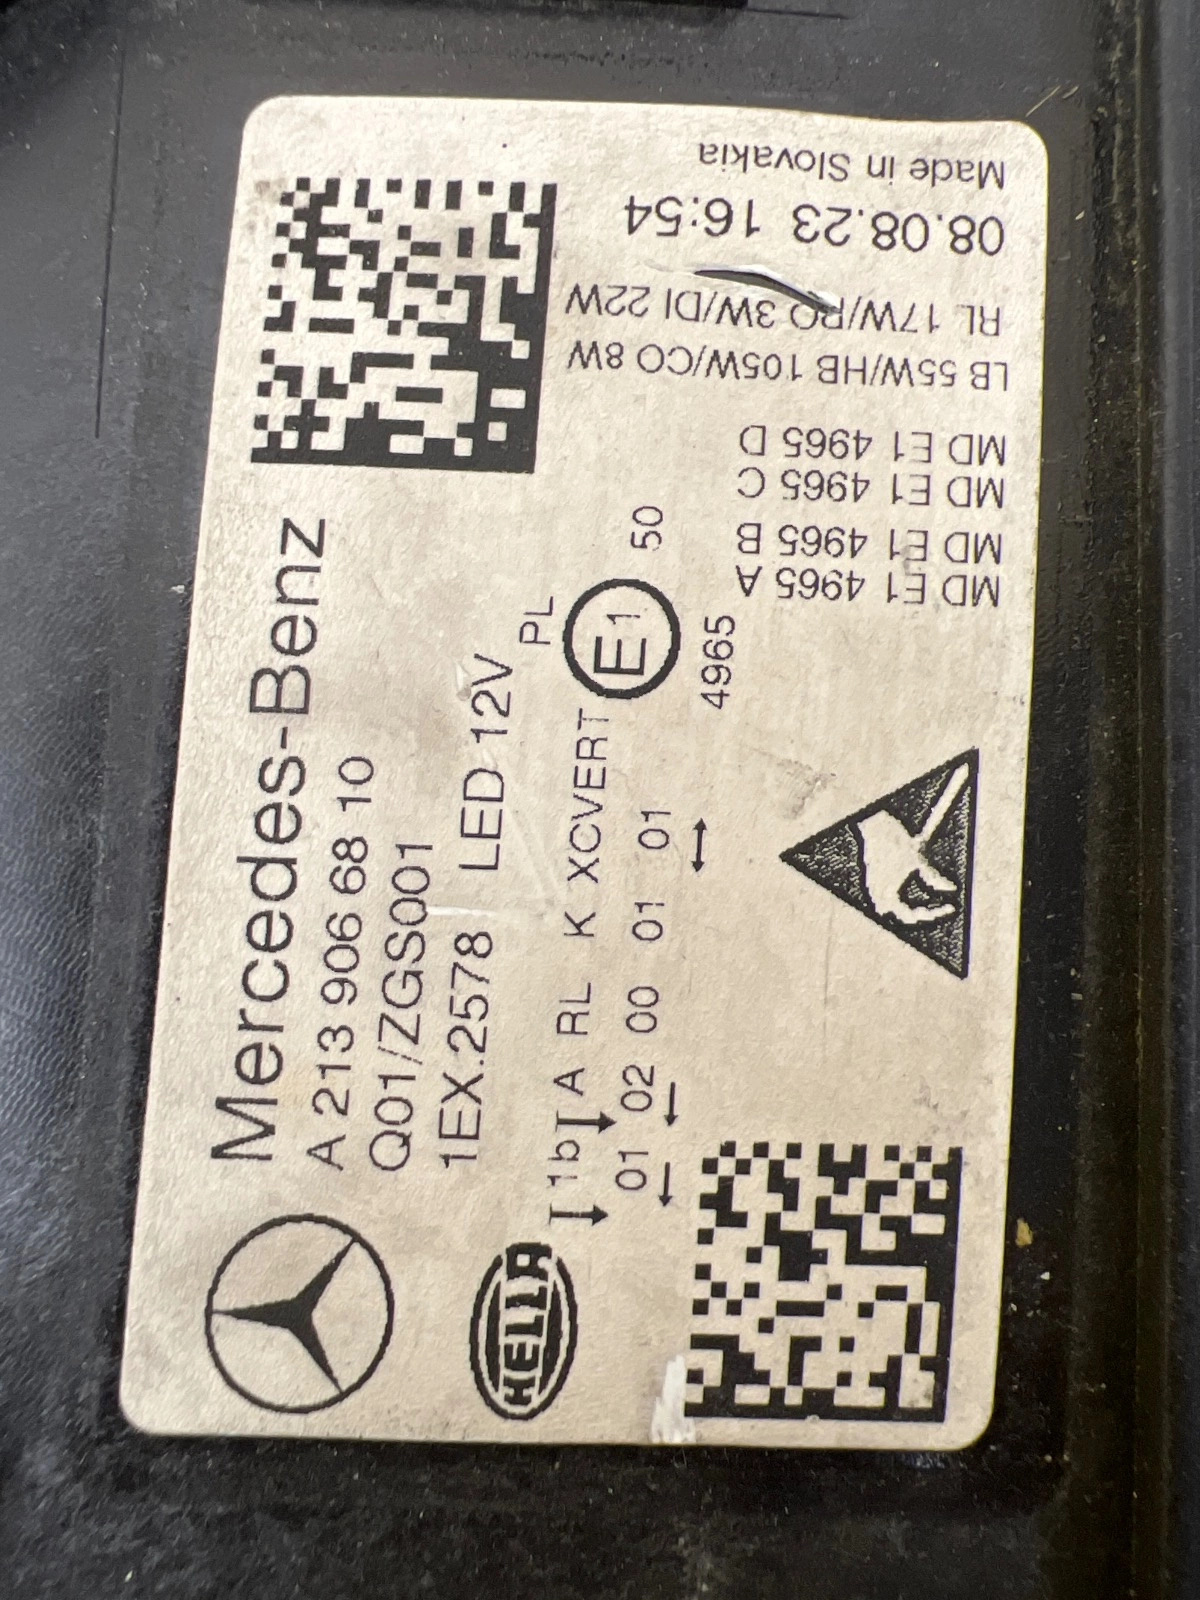 Mercedes-Benz
A 213 906 68 10
Q01/ZGS001
1EX.2578 LED 12V
HELLA
PL
1b A RL K XCVERT E1 50
01 02 00 01 01
4965
MD E1 4965 A
MD E1 4965 B
MD E1 4965 C
MD E1 4965 D
LB 55W/HB 105W/CO 8W
RL 17W/PO 3W/DI 22W
08.08.23 16:54
Made in Slovakia